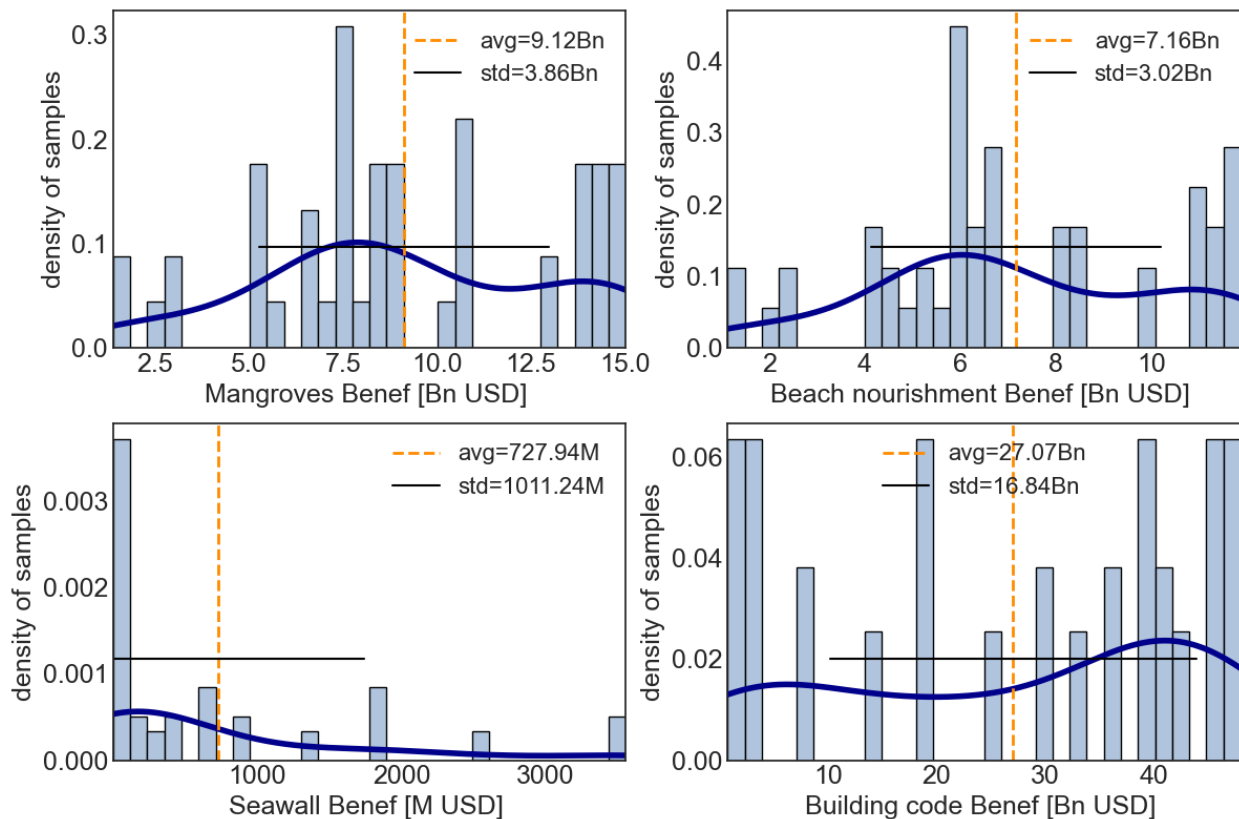 0.3
0.2
0.1
0.0
density of samples
avg=9.12Bn
std=3.86Bn
2.5 5.0 7.5 10.0 12.5 15.0
Mangroves Benef [Bn USD]
0.4
0.3
0.2
0.1
0.0
density of samples
avg=7.16Bn
std=3.02Bn
2 4 6 8 10
Beach nourishment Benef [Bn USD]
0.003
0.002
0.001
0.000
density of samples
avg=727.94M
std=1011.24M
1000 2000 3000
Seawall Benef [M USD]
0.06
0.04
0.02
0.00
density of samples
avg=27.07Bn
std=16.84Bn
10 20 30 40
Building code Benef [Bn USD]